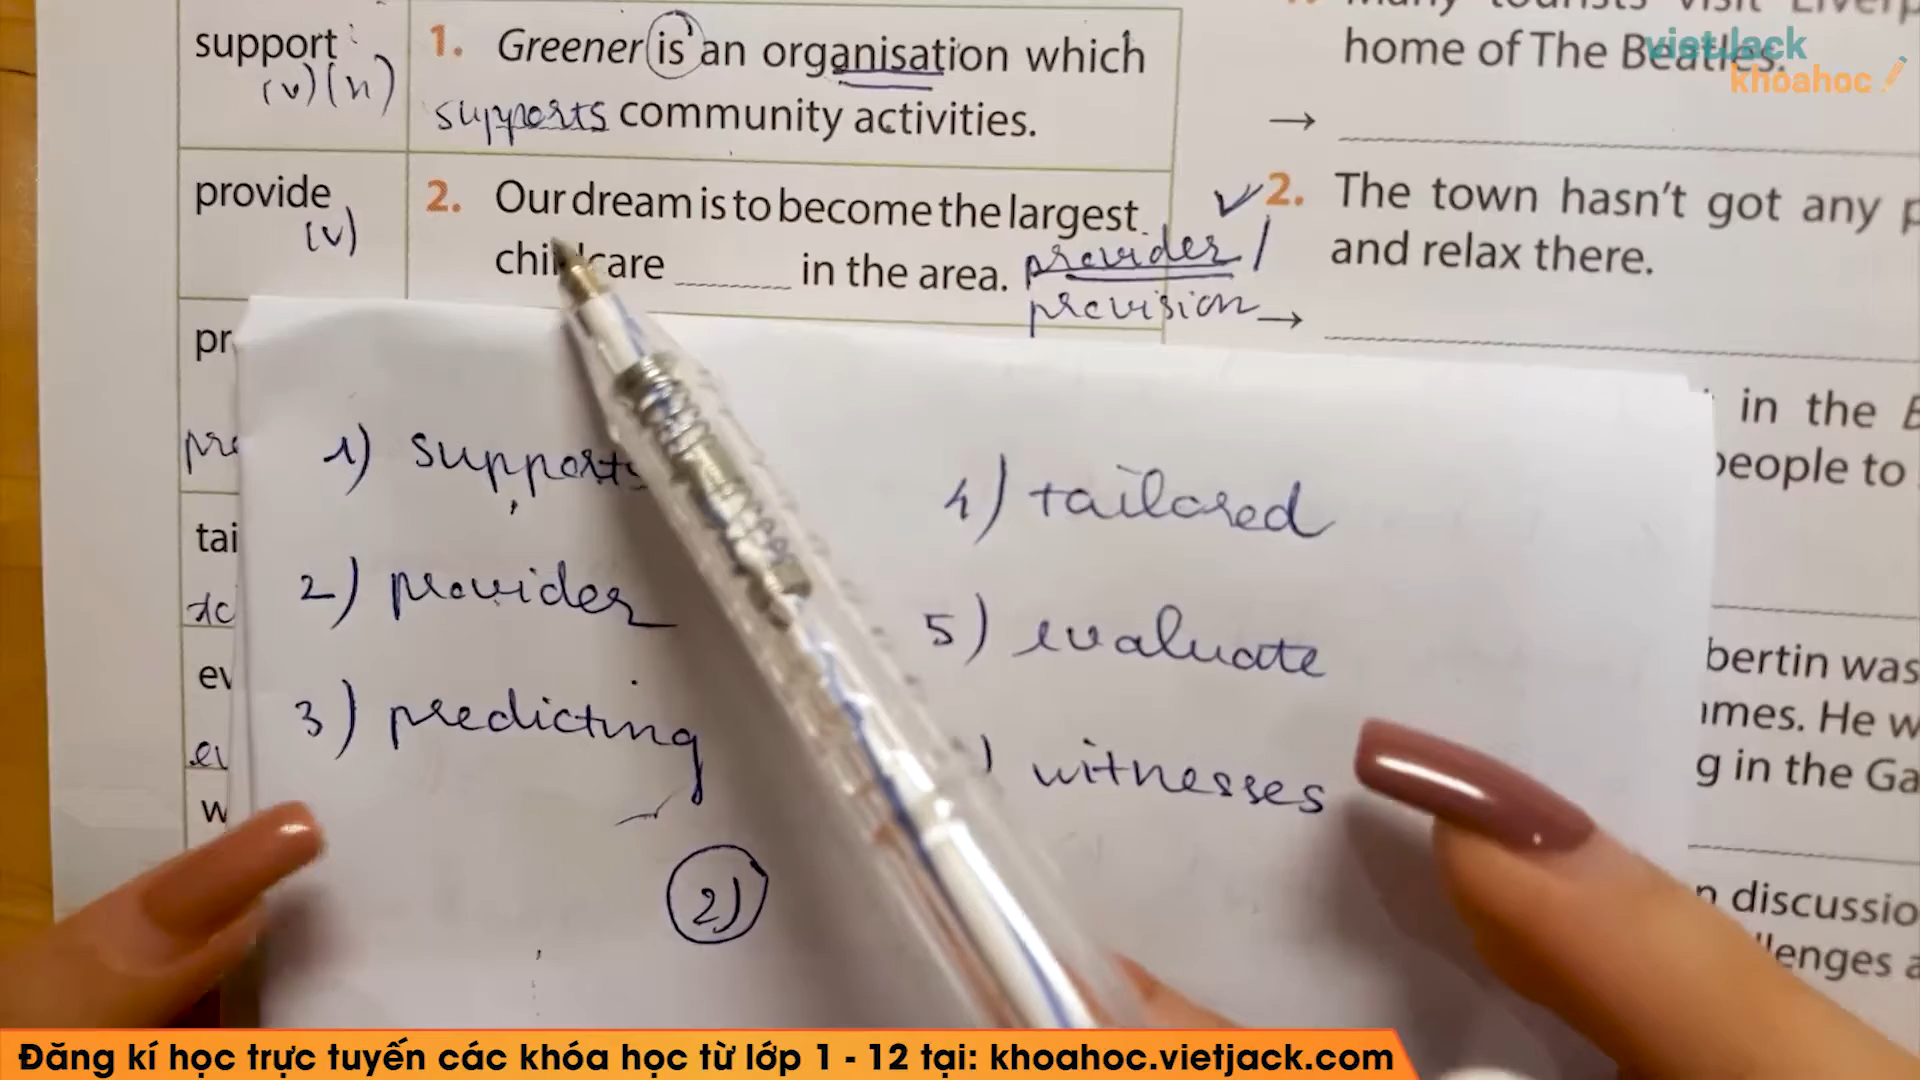 support
(v)(n)
1. Greener is an organisation which
supports community activities.
provide
(v)
2. Our dream is to become the largest
childcare ______ in the area. provider /
provision
home of The Beatles.
→
2. The town hasn't got any
and relax there.
→
1) supports
2) provider
3) predicting
2)
4) tailored
5) evaluate
) witnesses
in the
people to
bertin was
g in the Ga
discussio
vietJack
khoahoc
Đăng kí học trực tuyến các khóa học từ lớp 1 - 12 tại: khoahoc.vietjack.com